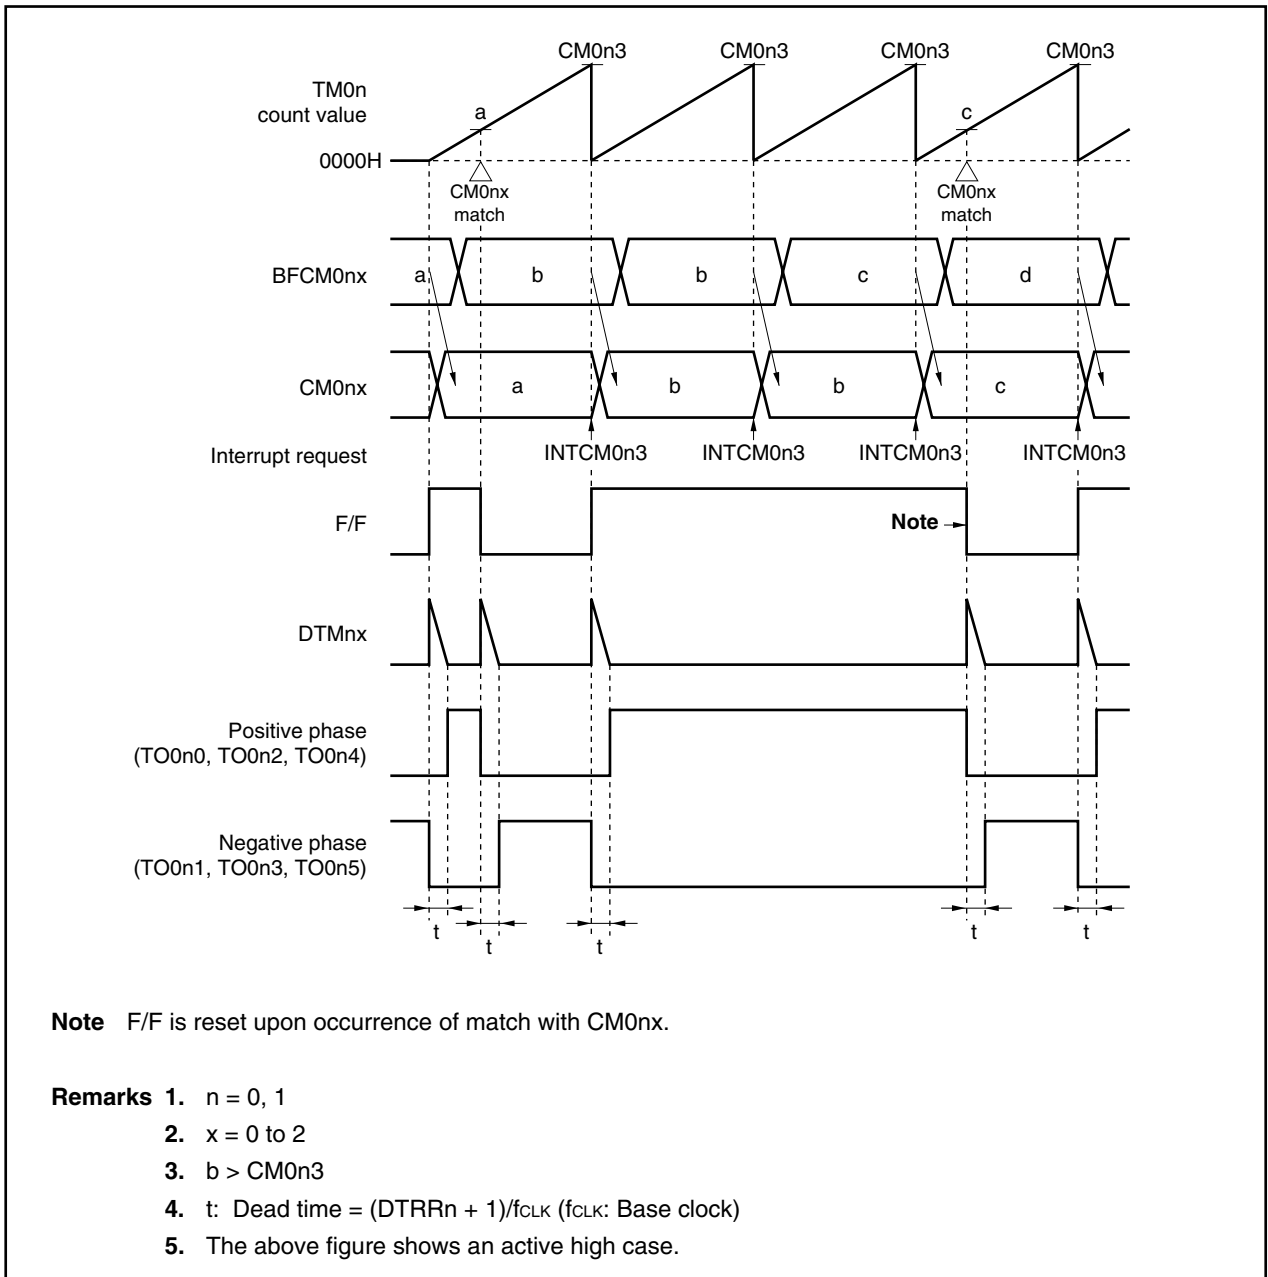 CM0n3 CM0n3 CM0n3 CM0n3
TM0n
count value
a c
0000H
CM0nx
match
CM0nx
match
BFCM0nx a b b c d
CM0nx a b b c
Interrupt request INTCM0n3 INTCM0n3 INTCM0n3 INTCM0n3
F/F Note
DTMnx
Positive phase
(TO0n0, TO0n2, TO0n4)
Negative phase
(TO0n1, TO0n3, TO0n5)
t t t t t
Note F/F is reset upon occurrence of match with CM0nx.
Remarks 1. n = 0, 1
2. x = 0 to 2
3. b > CM0n3
4. t: Dead time = (DTRRn + 1)/fCLK (fCLK: Base clock)
5. The above figure shows an active high case.